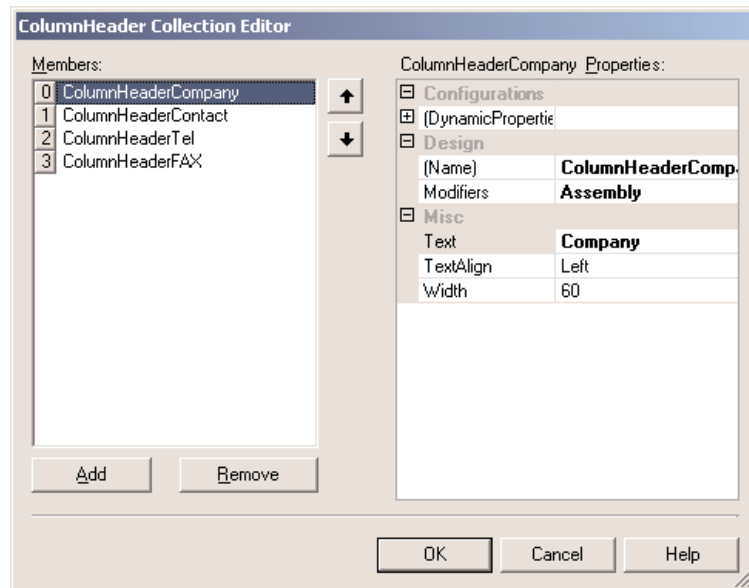 ColumnHeader Collection Editor
Members:
0 ColumnHeaderCompany
1 ColumnHeaderContact
2 ColumnHeaderTel
3 ColumnHeaderFAX
Add
Remove
ColumnHeaderCompany Properties:
Configurations
(DynamicPropertie
Design
(Name) ColumnHeaderComp
Modifiers Assembly
Misc
Text Company
TextAlign Left
Width 60
OK
Cancel
Help